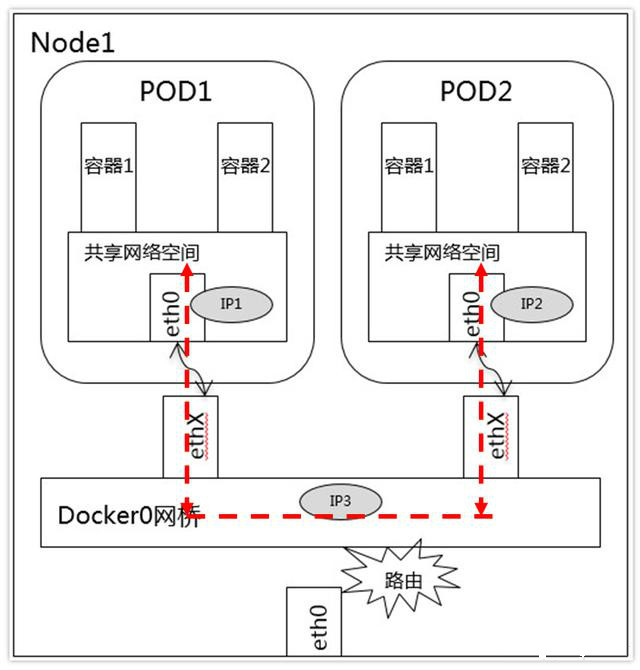 Node1
POD1
POD2
容器1
容器2
容器1
容器2
共享网络空间
共享网络空间
eth0
IP1
eth0
IP2
ethX
ethX
IP3
Docker0网桥
路由
eth0